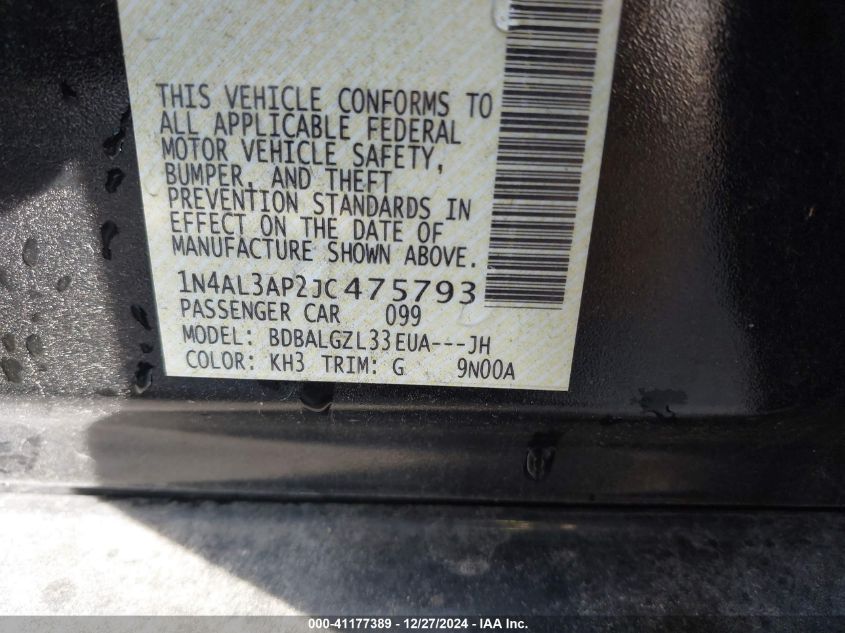 THIS VEHICLE CONFORMS TO
ALL APPLICABLE FEDERAL
MOTOR VEHICLE SAFETY,
BUMPER, AND THEFT
PREVENTION STANDARDS IN
EFFECT ON THE DATE OF
MANUFACTURE SHOWN ABOVE.
1N4AL3AP2JC475793
PASSENGER CAR 099
MODEL: BDBALGZL33EUA---JH
COLOR: KH3 TRIM: G 9N00A
000-41177389 - 12/27/2024 - IAA Inc.